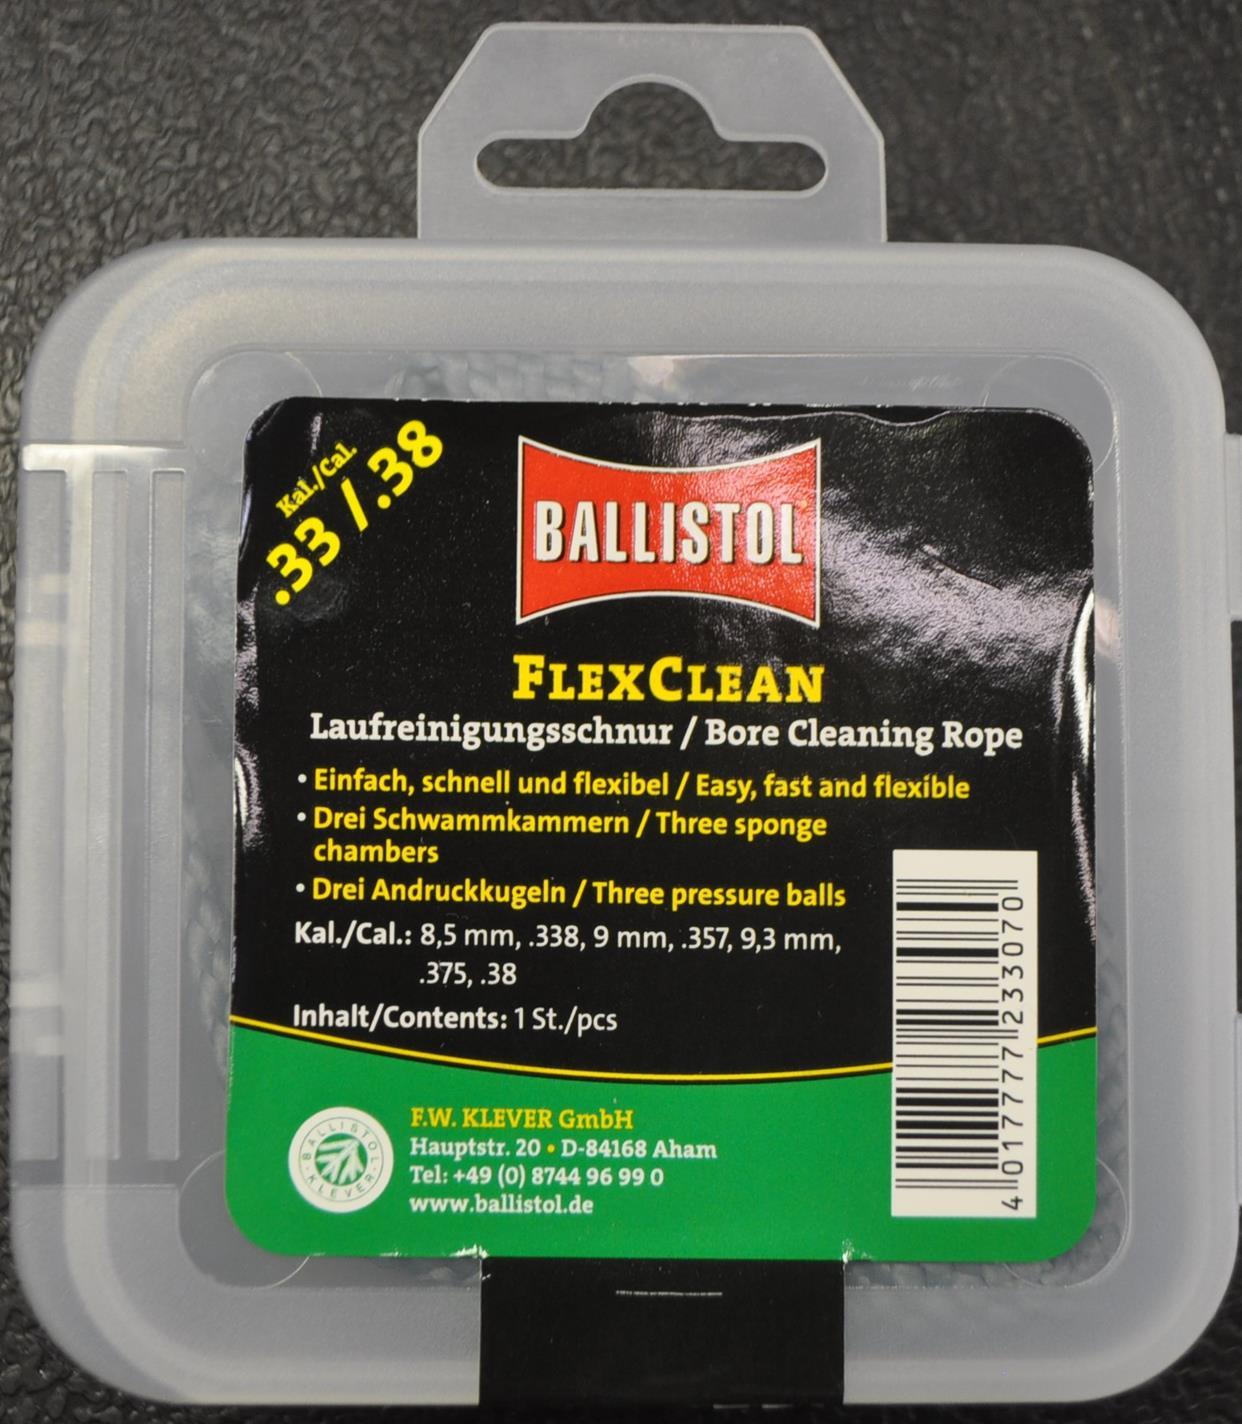 Kal./Cal.
.33 / .38
BALLISTOL
FLEXCLEAN
Laufreinigungsschnur / Bore Cleaning Rope
• Einfach, schnell und flexibel / Easy, fast and flexible
• Drei Schwammkammern / Three sponge
chambers
• Drei Andruckkugeln / Three pressure balls
Kal./Cal.: 8,5 mm, .338, 9 mm, .357, 9,3 mm,
.375, .38
Inhalt/Contents: 1 St./pcs
4 017777 233070
BALLISTOL
KLEVER
F.W. KLEVER GmbH
Hauptstr. 20 • D-84168 Aham
Tel: +49 (0) 8744 96 99 0
www.ballistol.de